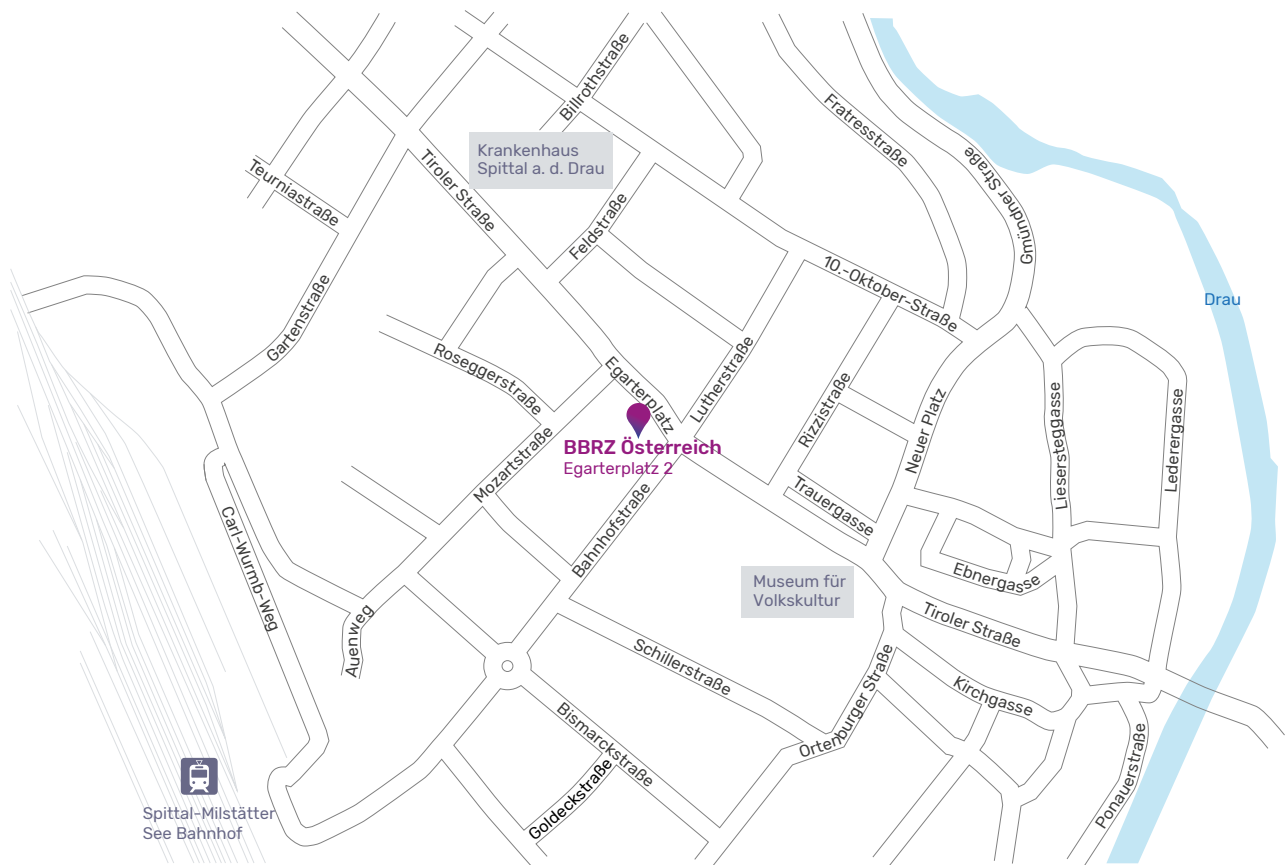 Billrothstraße
Fratresstraße
Gmündner Straße
Krankenhaus
Spittal a. d. Drau
Teurniastraße
Tiroler Straße
Feldstraße
10.-Oktober-Straße
Drau
Gartenstraße
Roseggerstraße
Egarterplatz
Lutherstraße
Rizzistraße
Neuer Platz
Liesersteggasse
Lederergasse
BBRZ Österreich
Egarterplatz 2
Mozartstraße
Trauergasse
Bahnhofstraße
Carl-Wurmb-Weg
Museum für
Volkskultur
Ebnergasse
Tiroler Straße
Auenweg
Schillerstraße
Ortenburger Straße
Kirchgasse
Bismarckstraße
Goldeckstraße
Ponauerstraße
Spittal-Milstätter
See Bahnhof